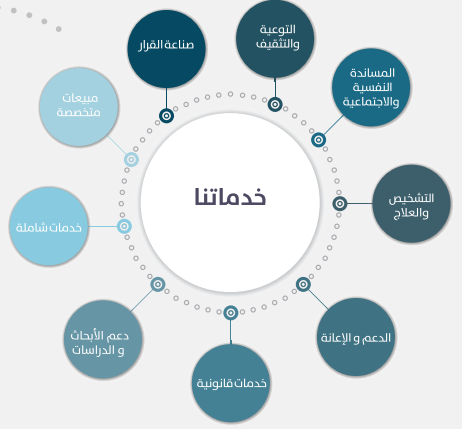 صناعة القرار
التوعية
والتثقيف
المساندة
النفسية
والاجتماعية
التشخيص
والعلاج
الدعم و الإعانة
خدمات قانونية
دعم الأبحاث
و الدراسات
خدمات شاملة
مبيعات
متخصصة
خدماتنا